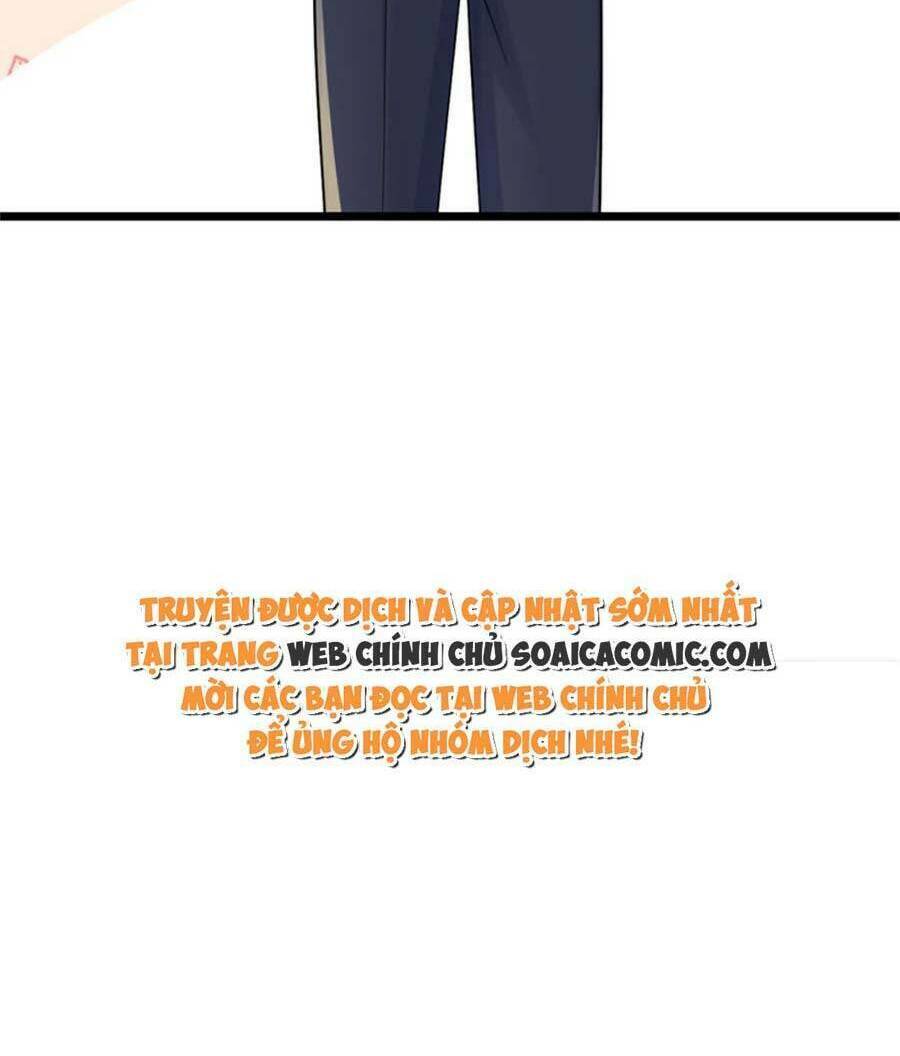 TRUYỆN ĐƯỢC DỊCH VÀ CẬP NHẬT SỚM NHẤT
TẠI TRANG WEB CHÍNH CHỦ SOAICACOMIC.COM
MỜI CÁC BẠN ĐỌC TẠI WEB CHÍNH CHỦ
ĐỂ ỦNG HỘ NHÓM DỊCH NHÉ!